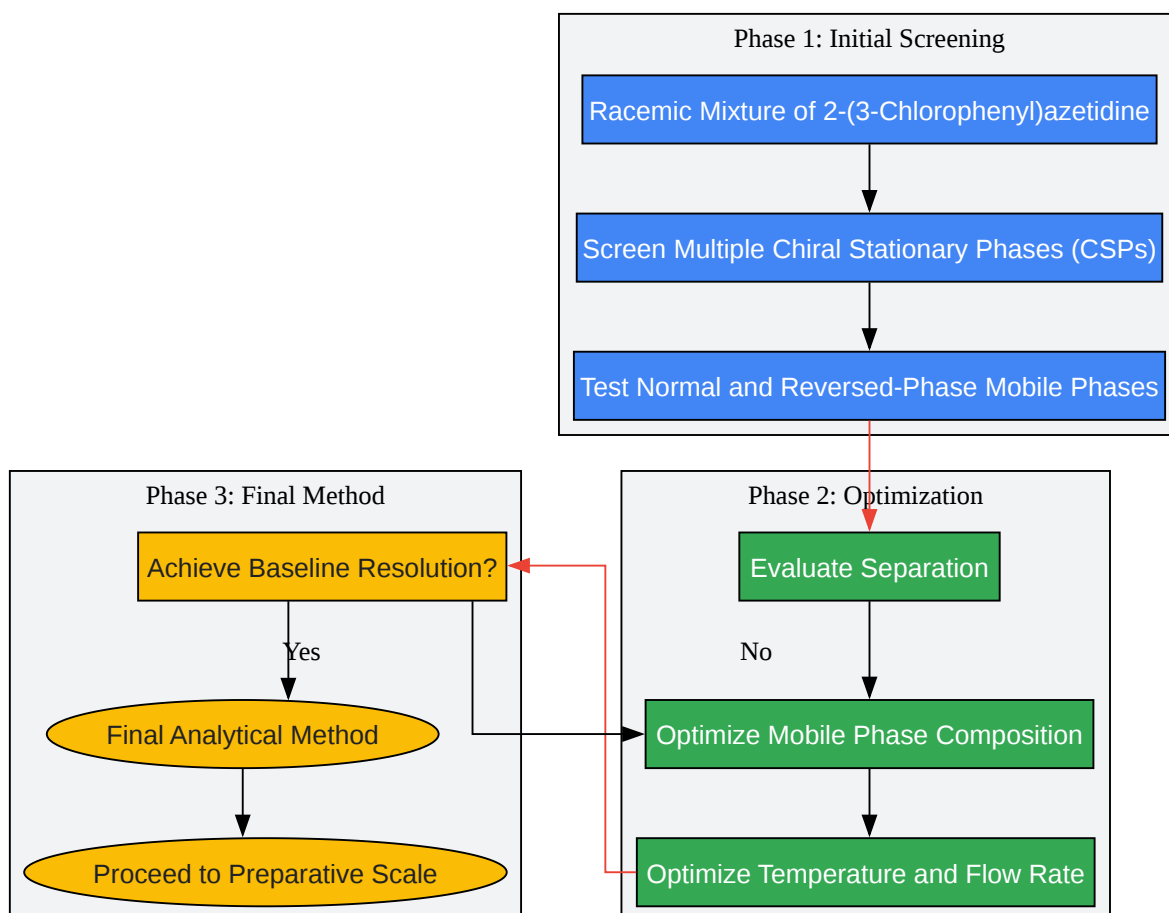 Phase 1: Initial Screening
Racemic Mixture of 2-(3-Chlorophenyl)azetidine
Screen Multiple Chiral Stationary Phases (CSPs)
Test Normal and Reversed-Phase Mobile Phases
Phase 3: Final Method
Achieve Baseline Resolution?
Yes
Final Analytical Method
Proceed to Preparative Scale
Phase 2: Optimization
Evaluate Separation
No
Optimize Mobile Phase Composition
Optimize Temperature and Flow Rate